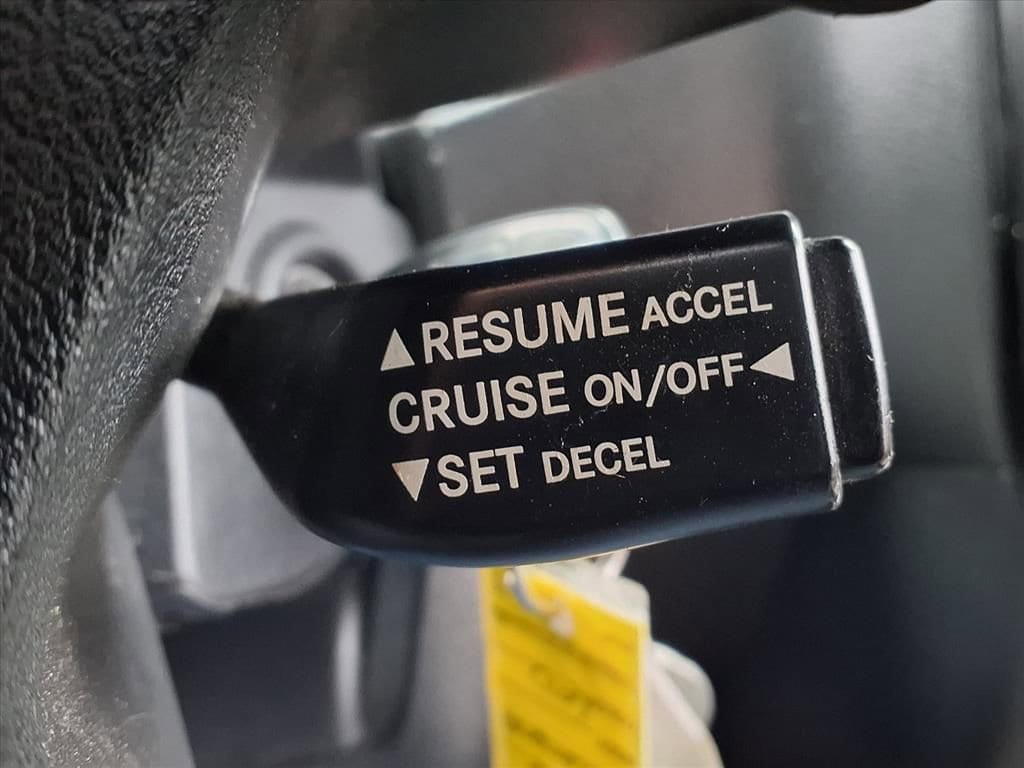 ▲RESUME ACCEL
CRUISE ON/OFF◀
▼SET DECEL